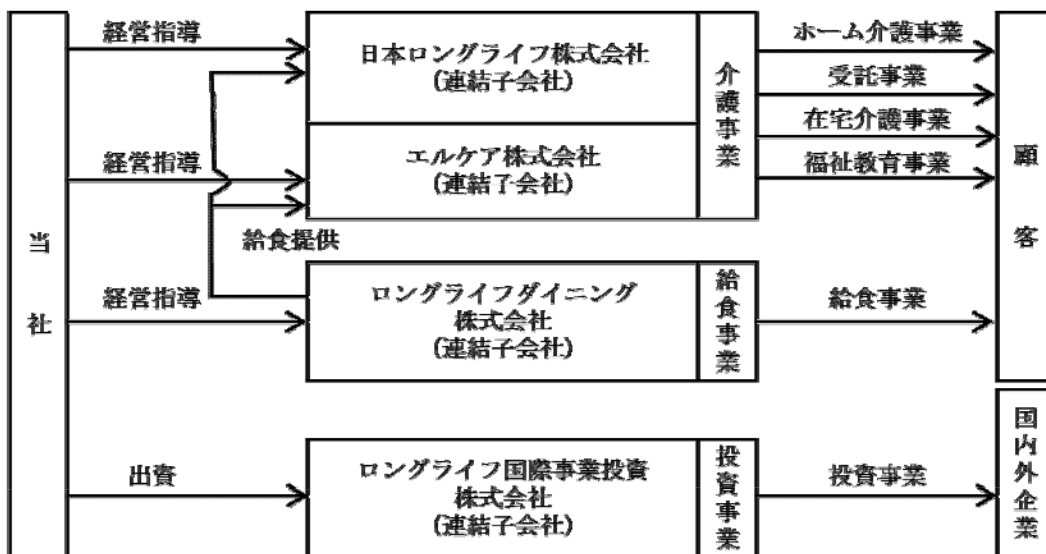 当社
経営指導
日本ロングライフ株式会社
(連結子会社)
経営指導
エルケア株式会社
(連結子会社)
介護事業
ホーム介護事業
受託事業
在宅介護事業
福祉教育事業
顧客
給食提供
経営指導
ロングライフダイニング
株式会社
(連結子会社)
給食事業
給食事業
出資
ロングライフ国際事業投資
株式会社
(連結子会社)
投資事業
投資事業
国内外企業